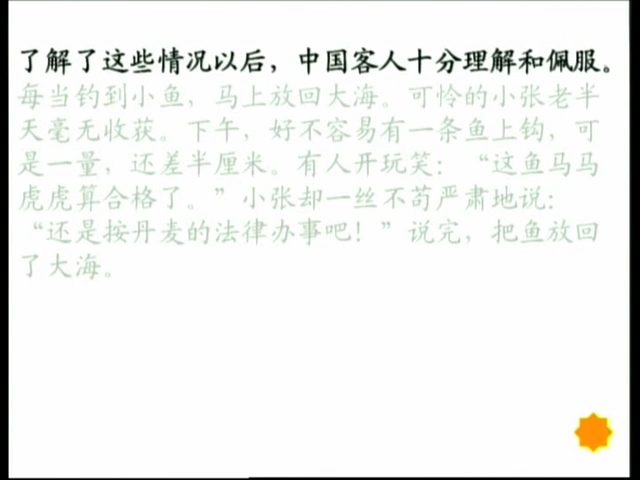 了解了这些情况以后，中国客人十分理解和佩服。
每当钓到小鱼，马上放回大海。可怜的小张老半
天毫无收获。下午，好不容易有一条鱼上钩，可
是一量，还差半厘米。有人开玩笑：“这鱼马马
虎虎算合格了。”小张却一丝不苟严肃地说：
“还是按丹麦的法律办事吧！”说完，把鱼放回
了大海。